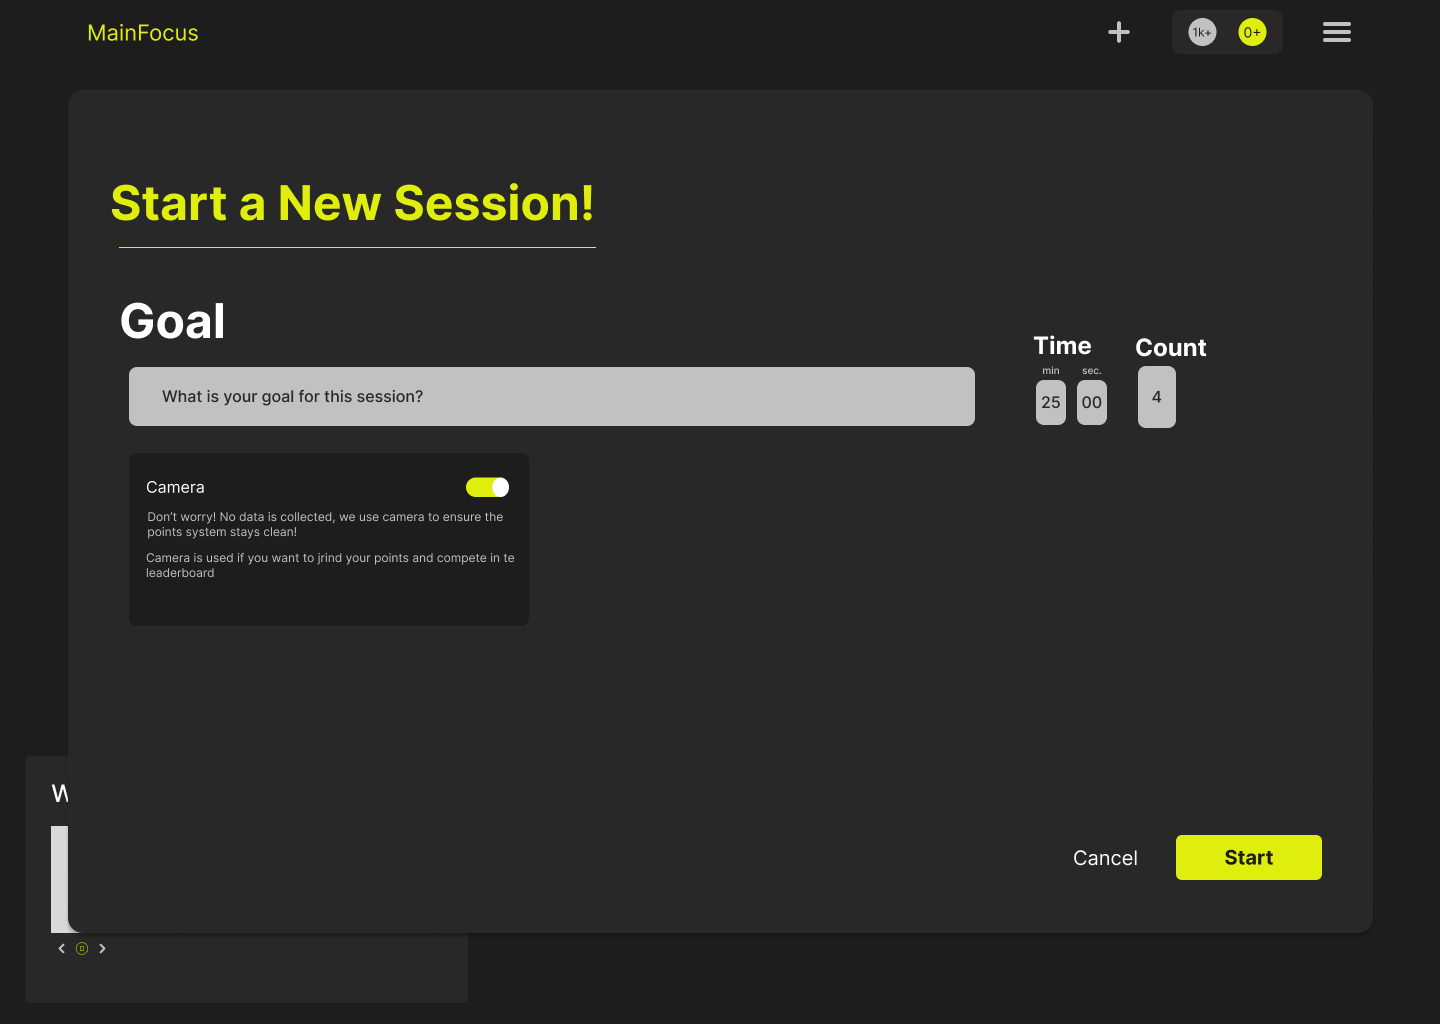 MainFocus
1k+
0+
Start a New Session!
Goal
Time
Count
min
sec.
What is your goal for this session?
25
00
4
Camera
Don’t worry! No data is collected, we use camera to ensure the
points system stays clean!
Camera is used if you want to jrind your points and compete in te
leaderboard
W
Cancel
Start